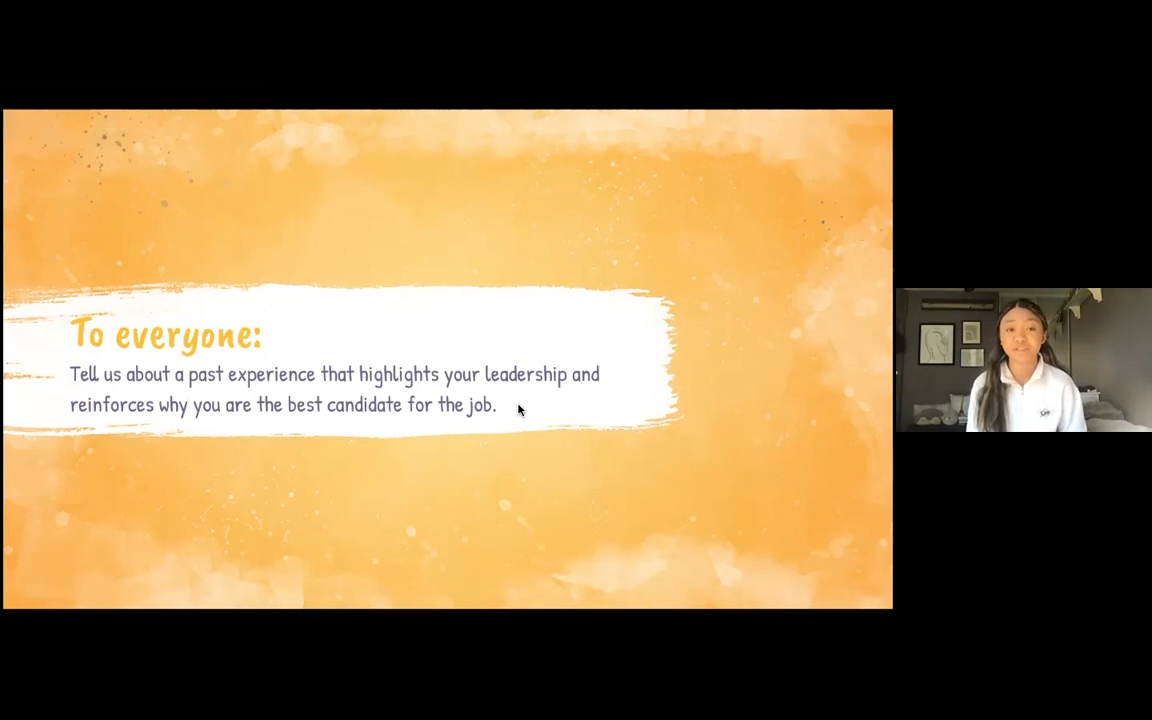 To everyone:
Tell us about a past experience that highlights your leadership and
reinforces why you are the best candidate for the job.